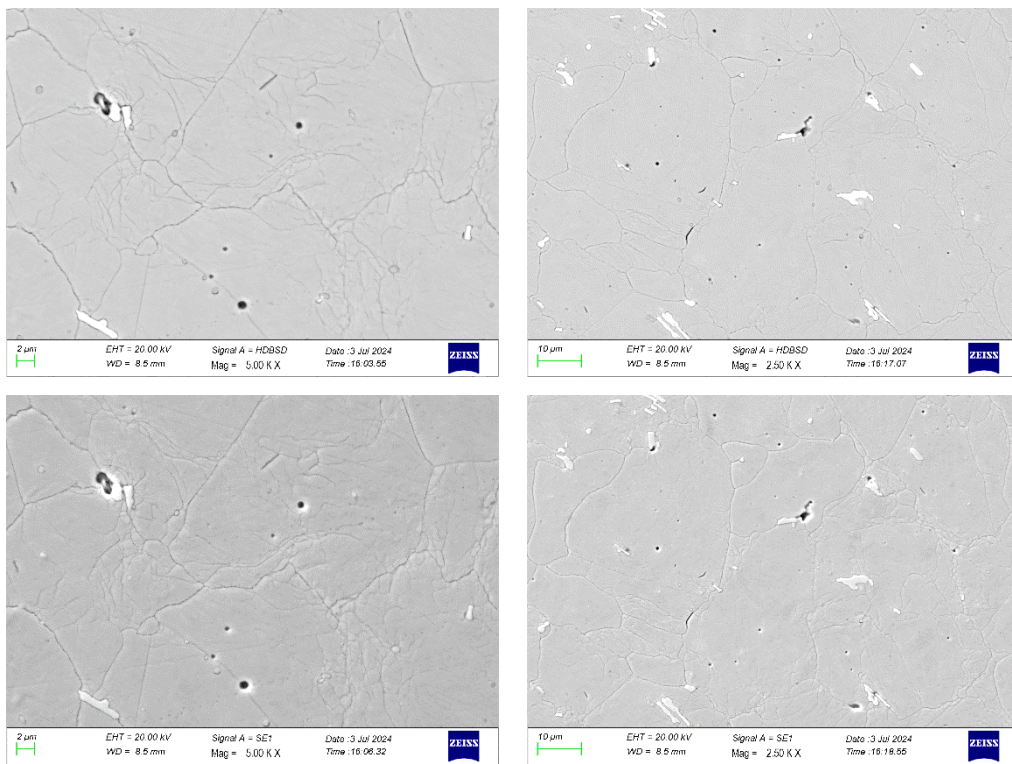 2 µm
EHT = 20.00 kV Signal A = HDBSD Date :3 Jul 2024
WD = 8.5 mm Mag = 5.00 K X Time :16:03:55
ZEISS
10 µm
EHT = 20.00 kV Signal A = HDBSD Date :3 Jul 2024
WD = 8.5 mm Mag = 2.50 K X Time :16:17:07
ZEISS
2 µm
EHT = 20.00 kV Signal A = SE1 Date :3 Jul 2024
WD = 8.5 mm Mag = 5.00 K X Time :16:06:32
ZEISS
10 µm
EHT = 20.00 kV Signal A = SE1 Date :3 Jul 2024
WD = 8.5 mm Mag = 2.50 K X Time :16:18:55
ZEISS